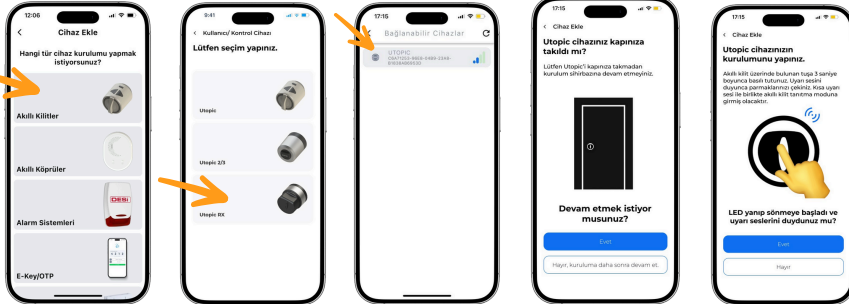 12:06
Cihaz Ekle
Hangi tür cihaz kurulumu yapmak
istiyorsunuz?
Akıllı Kilitler
Akıllı Köprüler
DESi
Alarm Sistemleri
E-Key/OTP
9:41
Kullanıcı/ Kontrol Cihazı
Lütfen seçim yapınız.
Utopic
Utopic 2/3
Utopic RX
17:15
Bağlanabilir Cihazlar
UTOPIC
17:15
Cihaz Ekle
Utopic cihazınız kapınıza
takıldı mı?
Lütfen Utopic'i kapınıza takmadan
kurulum sihirbazına devam etmeyiniz.
Devam etmek istiyor
musunuz?
Evet
Hayır, kuruluma daha sonra devam et.
17:15
Cihaz Ekle
Utopic cihazınızın
kurulumunu yapınız.
Akıllı kilit üzerinde bulunan tuşa 3 saniye
boyunca basılı tutunuz. Uyarı sesini
duyunca parmaklarınızı çekiniz. Kısa uyarı
sesi ile birlikte akıllı kilit tanıtma moduna
girmiş olacaktır.
LED yanıp sönmeye başladı ve
uyarı seslerini duydunuz mu?
Evet
Hayır